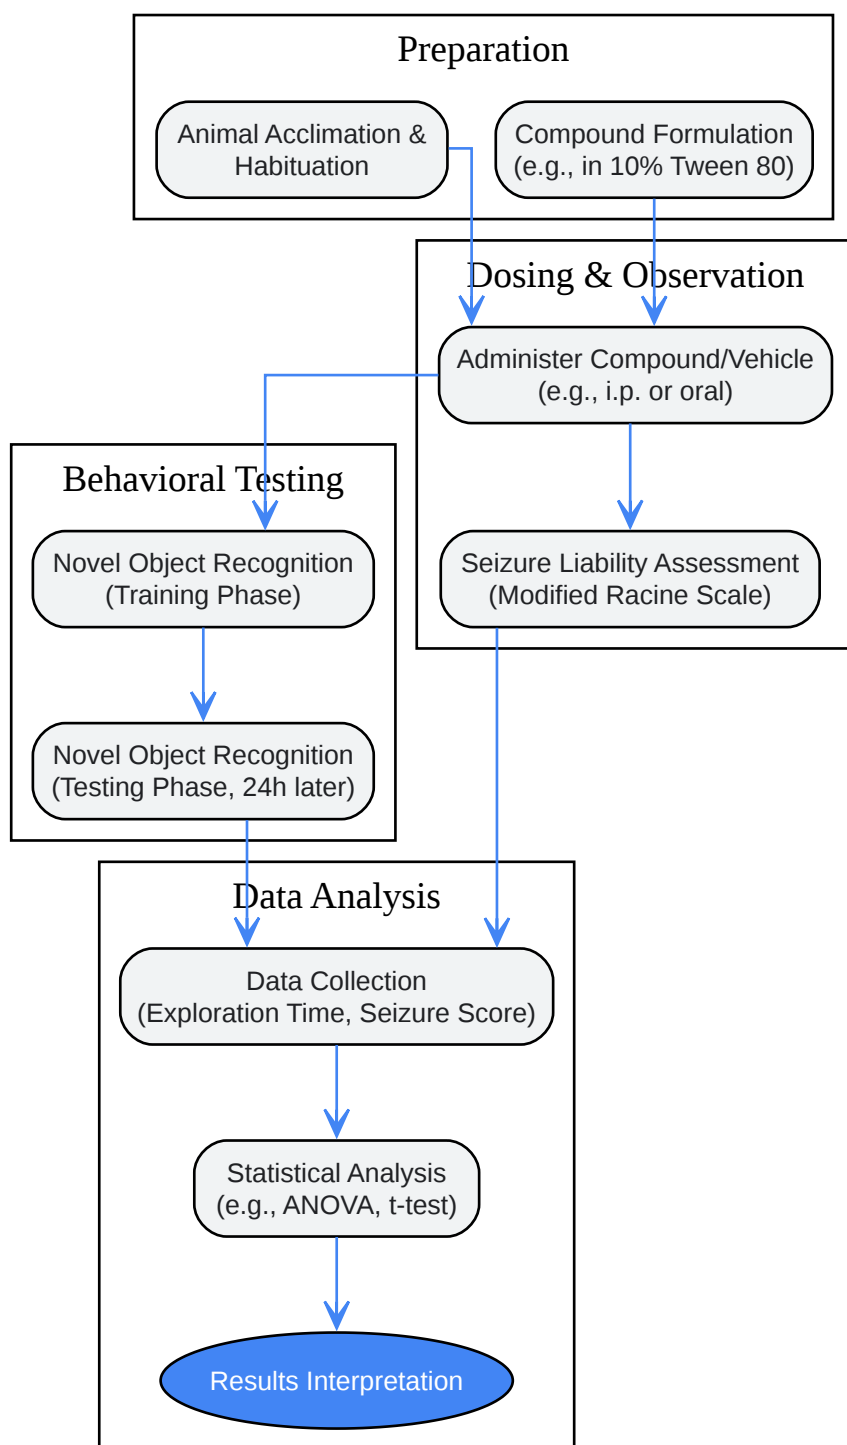 Preparation
Animal Acclimation &
Habituation
Compound Formulation
(e.g., in 10% Tween 80)
Dosing & Observation
Administer Compound/Vehicle
(e.g., i.p. or oral)
Behavioral Testing
Novel Object Recognition
(Training Phase)
Seizure Liability Assessment
(Modified Racine Scale)
Novel Object Recognition
(Testing Phase, 24h later)
Data Analysis
Data Collection
(Exploration Time, Seizure Score)
Statistical Analysis
(e.g., ANOVA, t-test)
Results Interpretation